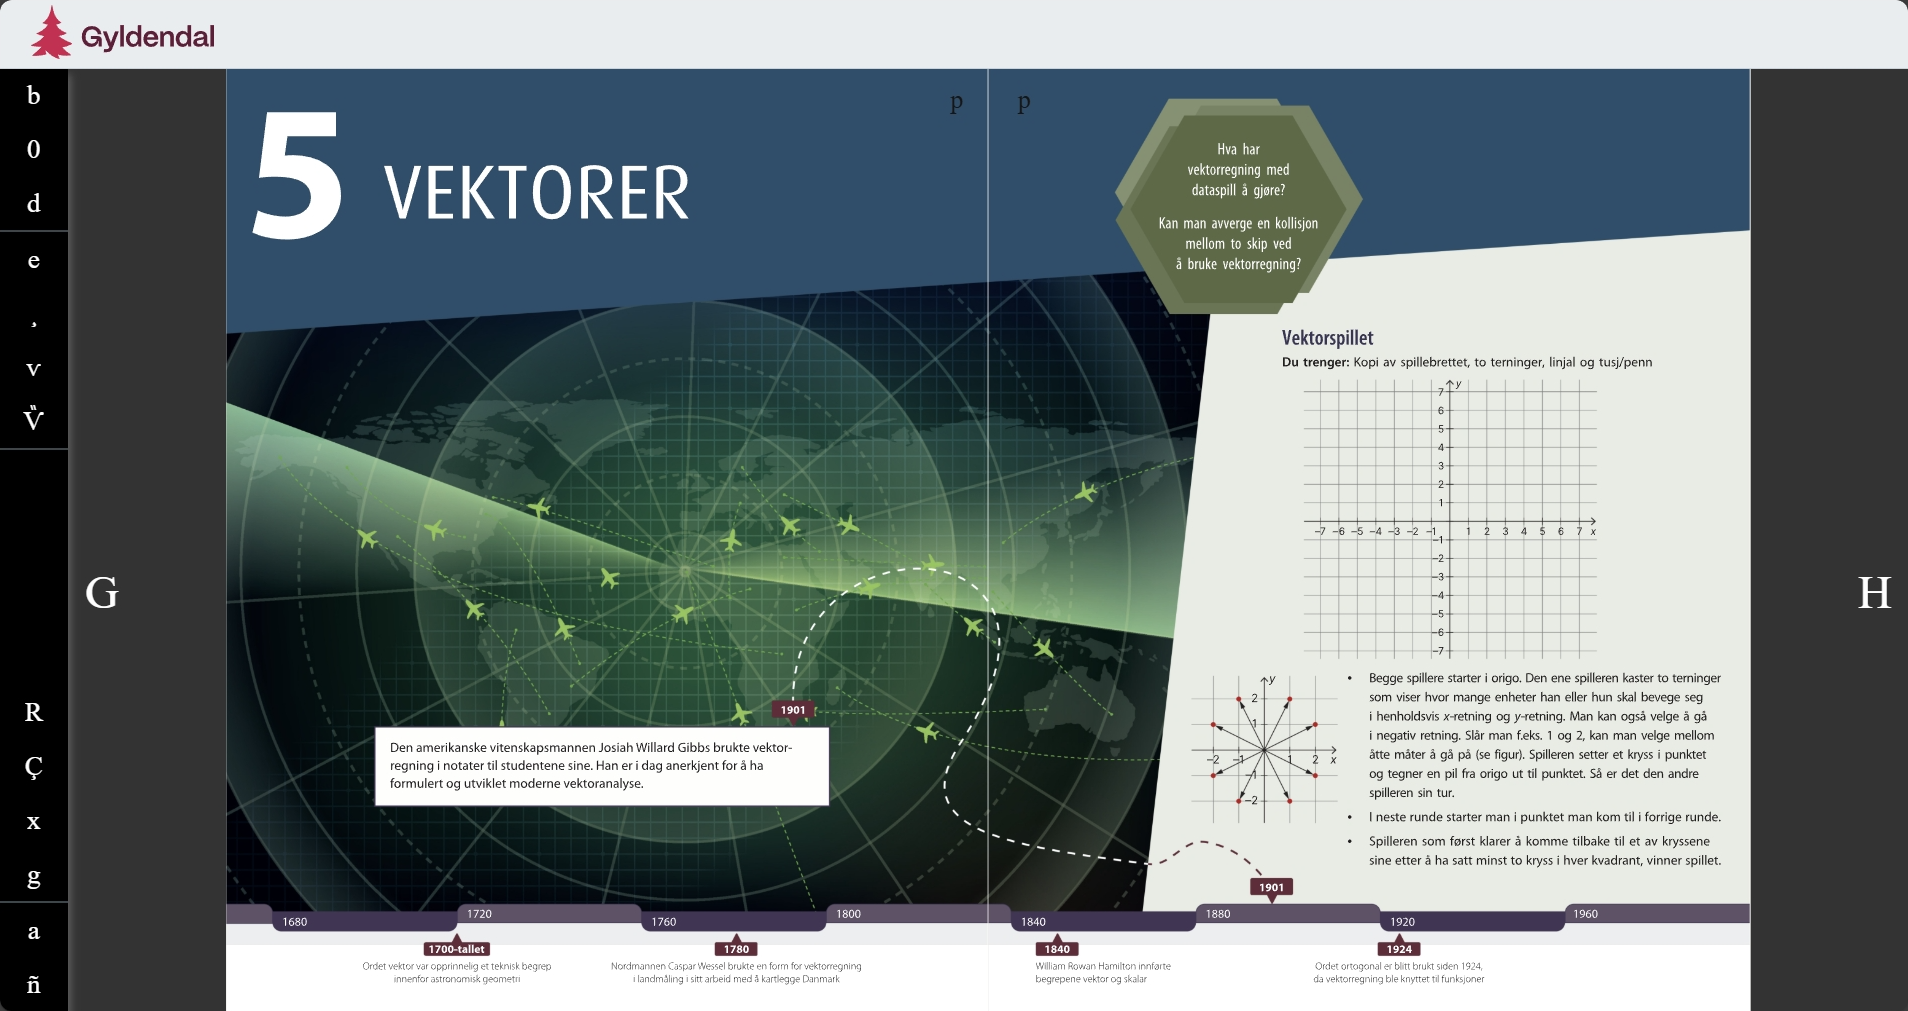 Gyldendal
b
0
d
e
¸
v
Ѷ
R
Ç
x
g
a
ñ
G
H
p
p
5 VEKTORER
Hva har
vektorregning med
dataspill å gjøre?
Kan man avverge en kollisjon
mellom to skip ved
å bruke vektorregning?
Vektorspillet
Du trenger: Kopi av spillebrettet, to terninger, linjal og tusj/penn
y
7
6
5
4
3
2
1
−7 −6 −5 −4 −3 −2 −1 1 2 3 4 5 6 7 x
−1
−2
−3
−4
−5
−6
−7
y
2
1
−2 −1 1 2 x
−1
−2
• Begge spillere starter i origo. Den ene spilleren kaster to terninger
som viser hvor mange enheter han eller hun skal bevege seg
i henholdsvis x-retning og y-retning. Man kan også velge å gå
i negativ retning. Slår man f.eks. 1 og 2, kan man velge mellom
åtte måter å gå på (se figur). Spilleren setter et kryss i punktet
og tegner en pil fra origo ut til punktet. Så er det den andre
spilleren sin tur.
• I neste runde starter man i punktet man kom til i forrige runde.
• Spilleren som først klarer å komme tilbake til et av kryssene
sine etter å ha satt minst to kryss i hver kvadrant, vinner spillet.
1901
Den amerikanske vitenskapsmannen Josiah Willard Gibbs brukte vektor-
regning i notater til studentene sine. Han er i dag anerkjent for å ha
formulert og utviklet moderne vektoranalyse.
1901
1680 1720 1760 1800 1840 1880 1920 1960
1700-tallet
Ordet vektor var opprinnelig et teknisk begrep
innenfor astronomisk geometri
1780
Nordmannen Caspar Wessel brukte en form for vektorregning
i landmåling i sitt arbeid med å kartlegge Danmark
1840
William Rowan Hamilton innførte
begrepene vektor og skalar
1924
Ordet ortogonal er blitt brukt siden 1924,
da vektorregning ble knyttet til funksjoner